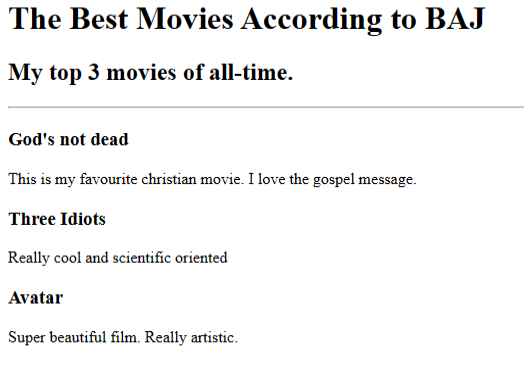 The Best Movies According to BAJ
My top 3 movies of all-time.
God's not dead
This is my favourite christian movie. I love the gospel message.
Three Idiots
Really cool and scientific oriented
Avatar
Super beautiful film. Really artistic.